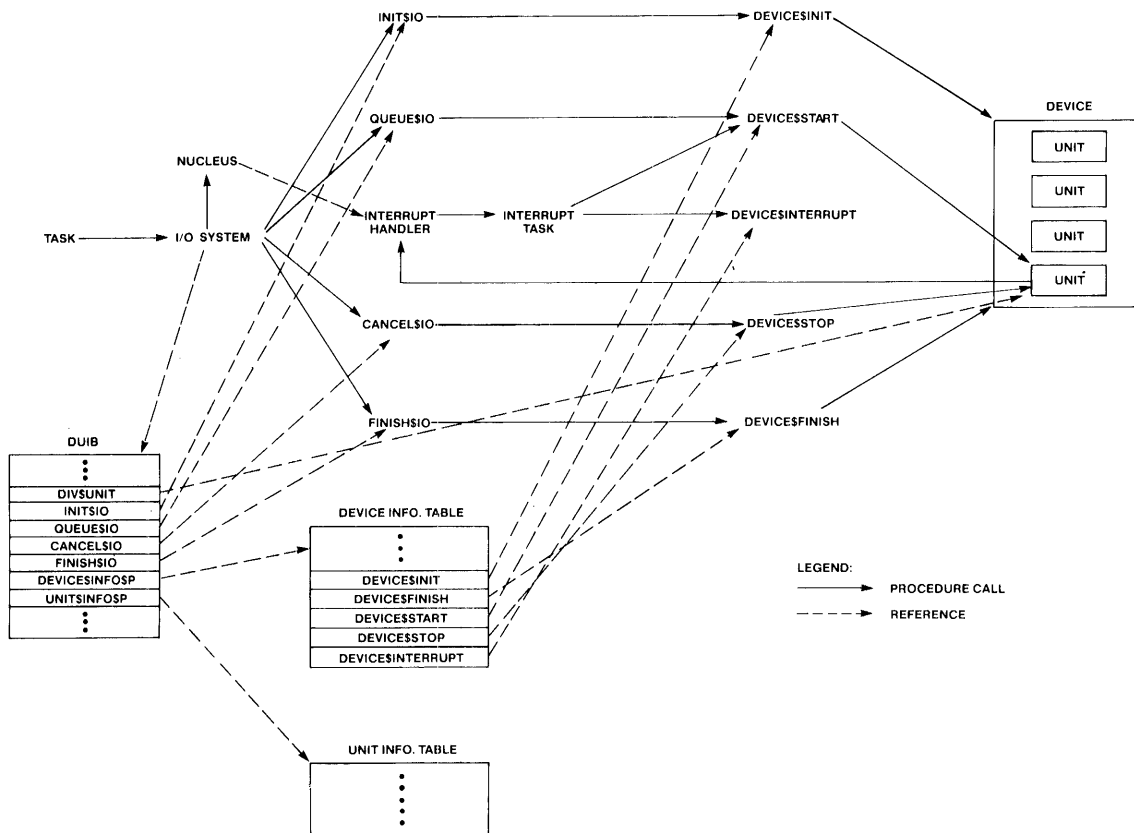 INIT$IO
DEVICE$INIT
DEVICE
QUEUE$IO
DEVICE$START
UNIT
NUCLEUS
UNIT
INTERRUPT
HANDLER
INTERRUPT
TASK
DEVICE$INTERRUPT
TASK
I/O SYSTEM
UNIT
UNIT
CANCEL$IO
DEVICE$STOP
FINISH$IO
DEVICE$FINISH
DUIB
DIV$UNIT
INIT$IO
QUEUE$IO
CANCEL$IO
FINISH$IO
DEVICE$INFO$P
UNIT$INFO$P
DEVICE INFO. TABLE
DEVICE$INIT
DEVICE$FINISH
DEVICE$START
DEVICE$STOP
DEVICE$INTERRUPT
LEGEND:
PROCEDURE CALL
REFERENCE
UNIT INFO. TABLE